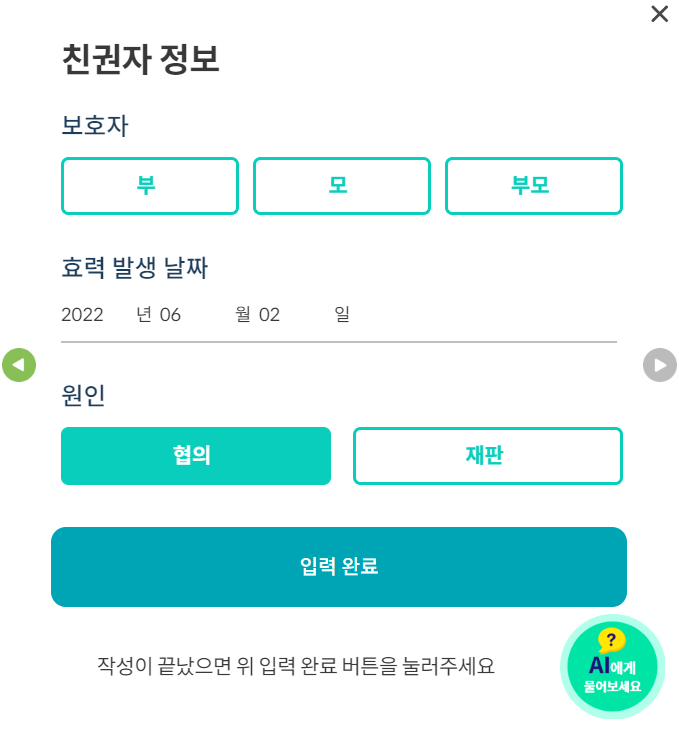 친권자 정보
보호자
부 모 부모
효력 발생 날짜
2022 년 06 월 02 일
원인
협의 재판
입력 완료
작성이 끝났으면 위 입력 완료 버튼을 눌러주세요
?
AI에게
물어보세요